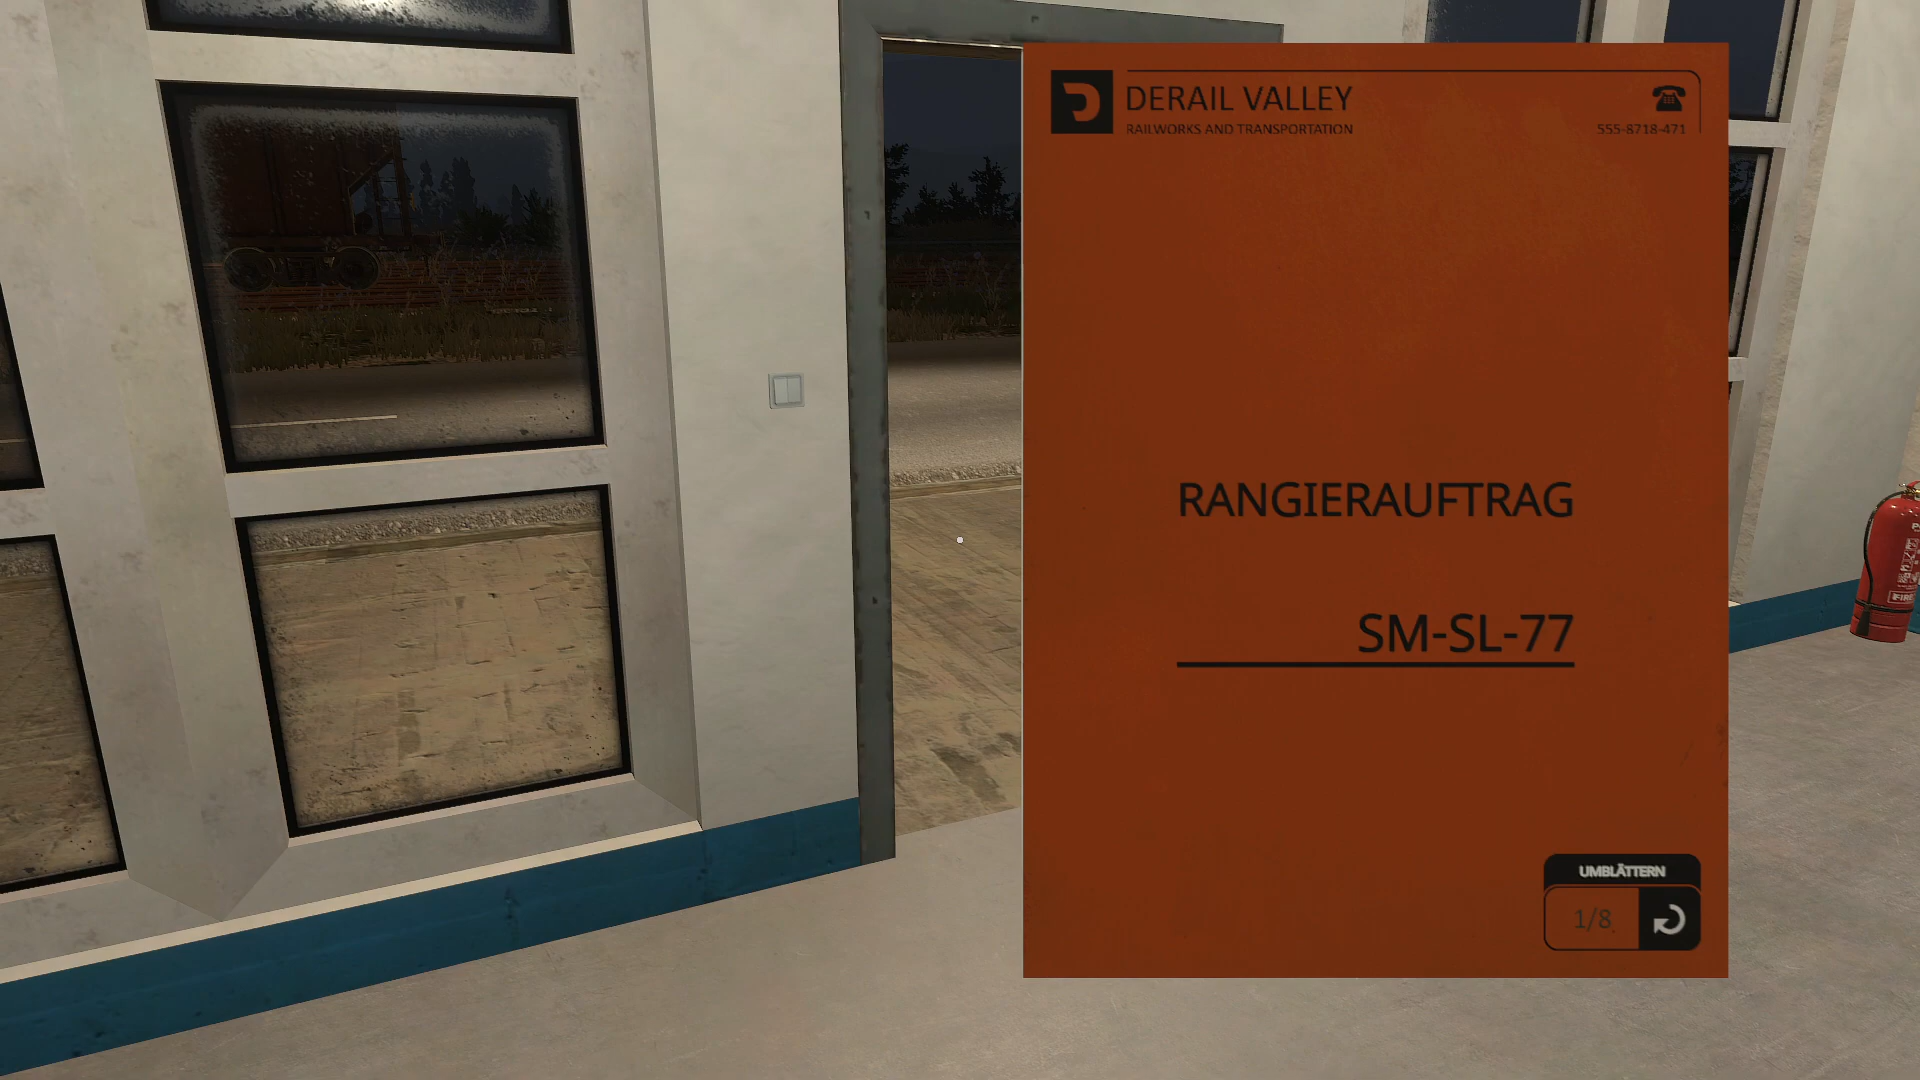 DERAIL VALLEY
RAILWORKS AND TRANSPORTATION
555-8718-471
RANGIERAUFTRAG
SM-SL-77
UMBLÄTTERN
1/8